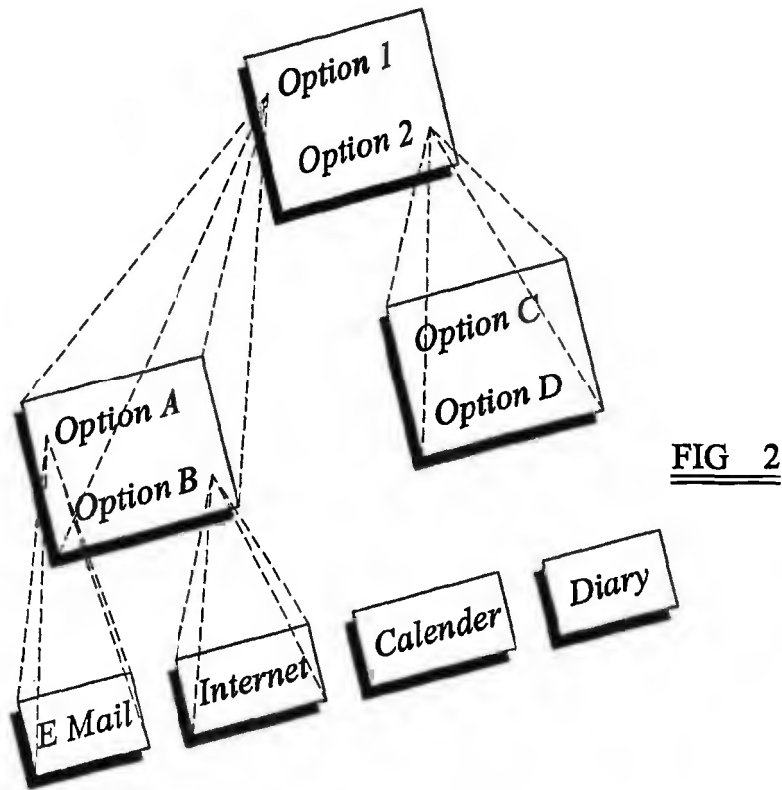 Option 1
Option 2
Option C
Option D
Option A
Option B
FIG 2
Diary
Calender
Internet
E Mail